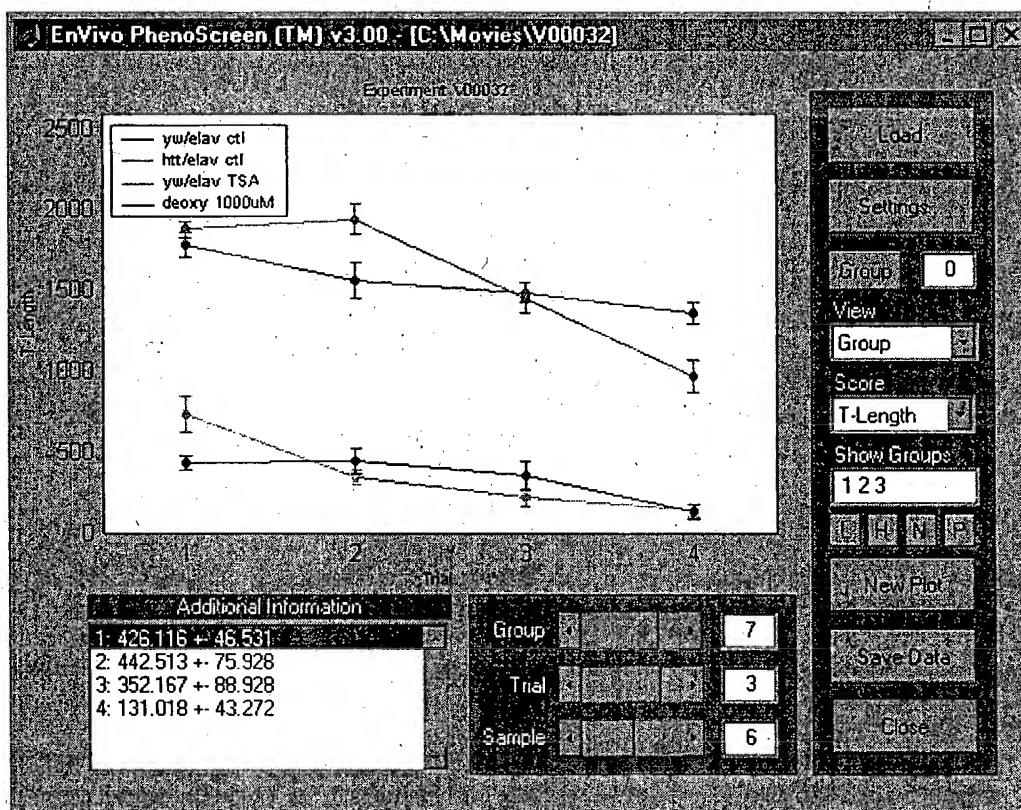 EnVivo PhenoScreen (TM) v3.00 - [C:\Movies\V00032]
Experiment: V00032
2500
2000
1500
1000
500
0
T-Length
yw/elav ctl
htt/elav ctl
yw/elav TSA
deoxy 1000uM
1
2
3
4
Trial
Load
Settings
Group 0
View
Group
Score
T-Length
Show Groups
1 2 3
L H N P
New Plot
Save Data
Close
Additional Information
1: 426.116 +- 46.531
2: 442.513 +- 75.928
3: 352.167 +- 88.928
4: 131.018 +- 43.272
Group 7
Trial 3
Sample 6